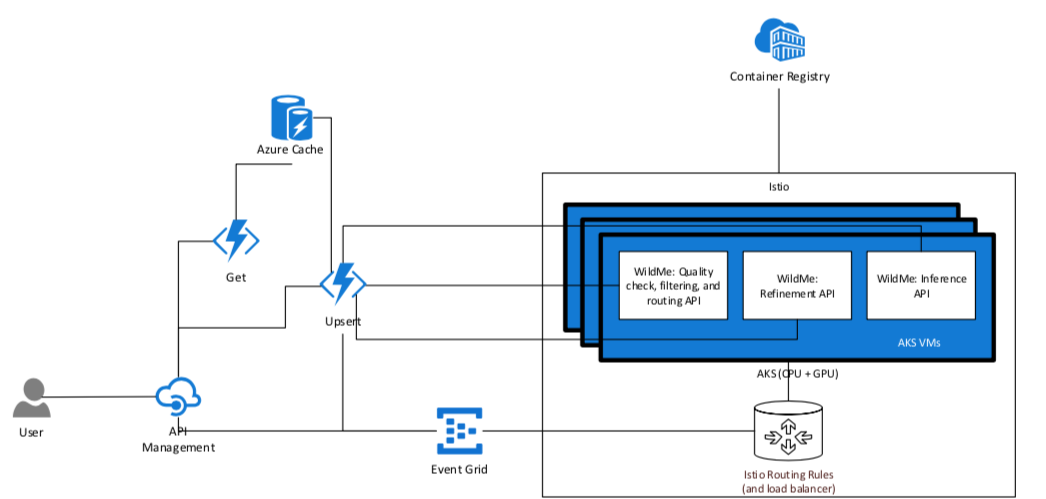 Container Registry
Azure Cache
Istio
WildMe: Quality
check, filtering, and
routing API
WildMe:
Refinement API
WildMe: Inference
API
Get
Upsert
AKS VMs
AKS (CPU + GPU)
User
API
Management
Event Grid
Istio Routing Rules
(and load balancer)